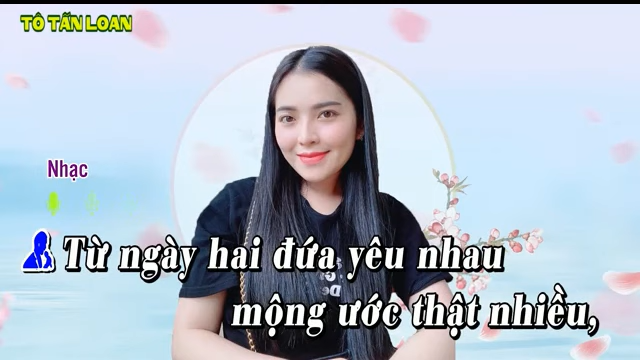 TÔ TẤN LOAN
Nhạc
Từ ngày hai đứa yêu nhau
mộng ước thật nhiều,